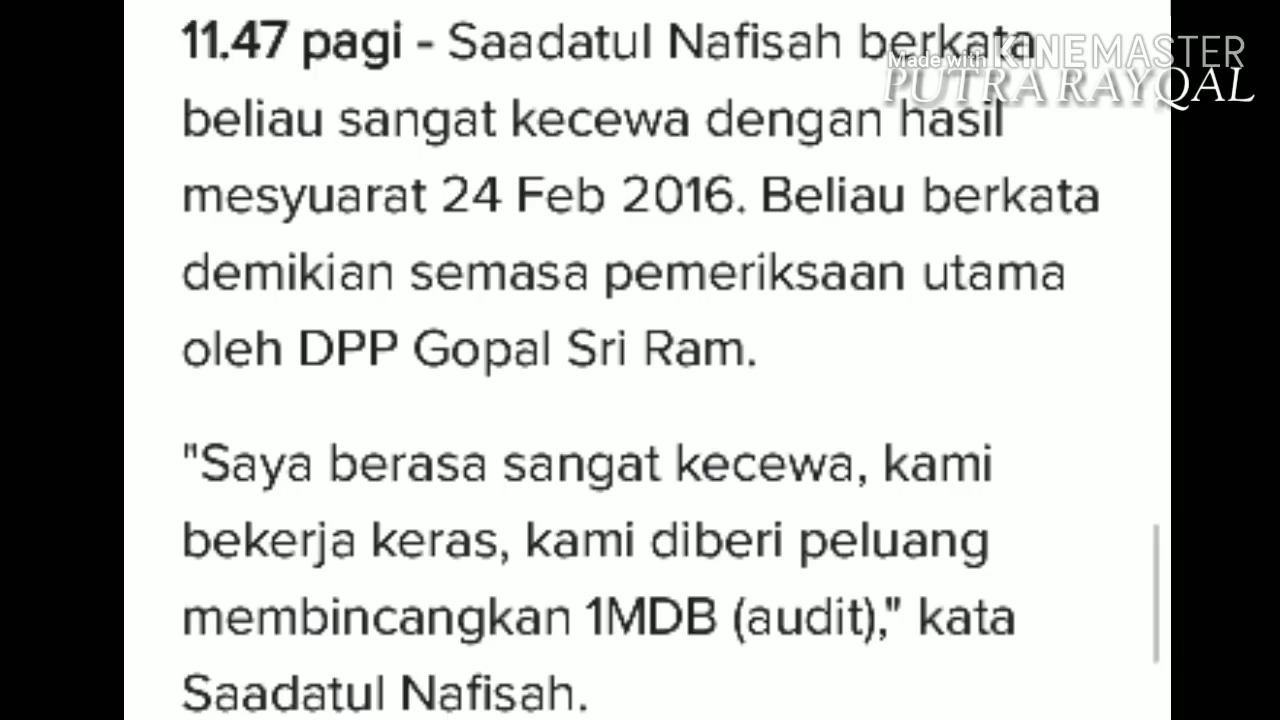 11.47 pagi - Saadatul Nafisah berkata
Made with KINEMASTER
PUTRA RAYQAL
beliau sangat kecewa dengan hasil
mesyuarat 24 Feb 2016. Beliau berkata
demikian semasa pemeriksaan utama
oleh DPP Gopal Sri Ram.
"Saya berasa sangat kecewa, kami
bekerja keras, kami diberi peluang
membincangkan 1MDB (audit)," kata
Saadatul Nafisah.